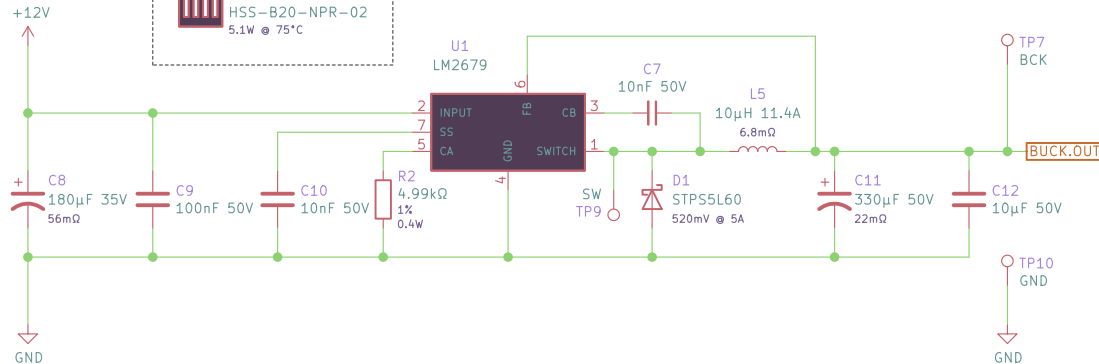 +12V
HSS-B20-NPR-02
5.1W @ 75°C
U1
LM2679
6
2
7
5
3
1
4
INPUT
SS
CA
FB
CB
GND
SWITCH
C7
10nF 50V
L5
10µH 11.4A
6.8mΩ
TP7
BCK
BUCK.OUT
+
C8
180µF 35V
56mΩ
C9
100nF 50V
C10
10nF 50V
R2
4.99kΩ
1%
0.4W
SW
TP9
D1
STPS5L60
520mV @ 5A
+
C11
330µF 50V
22mΩ
C12
10µF 50V
TP10
GND
GND
GND